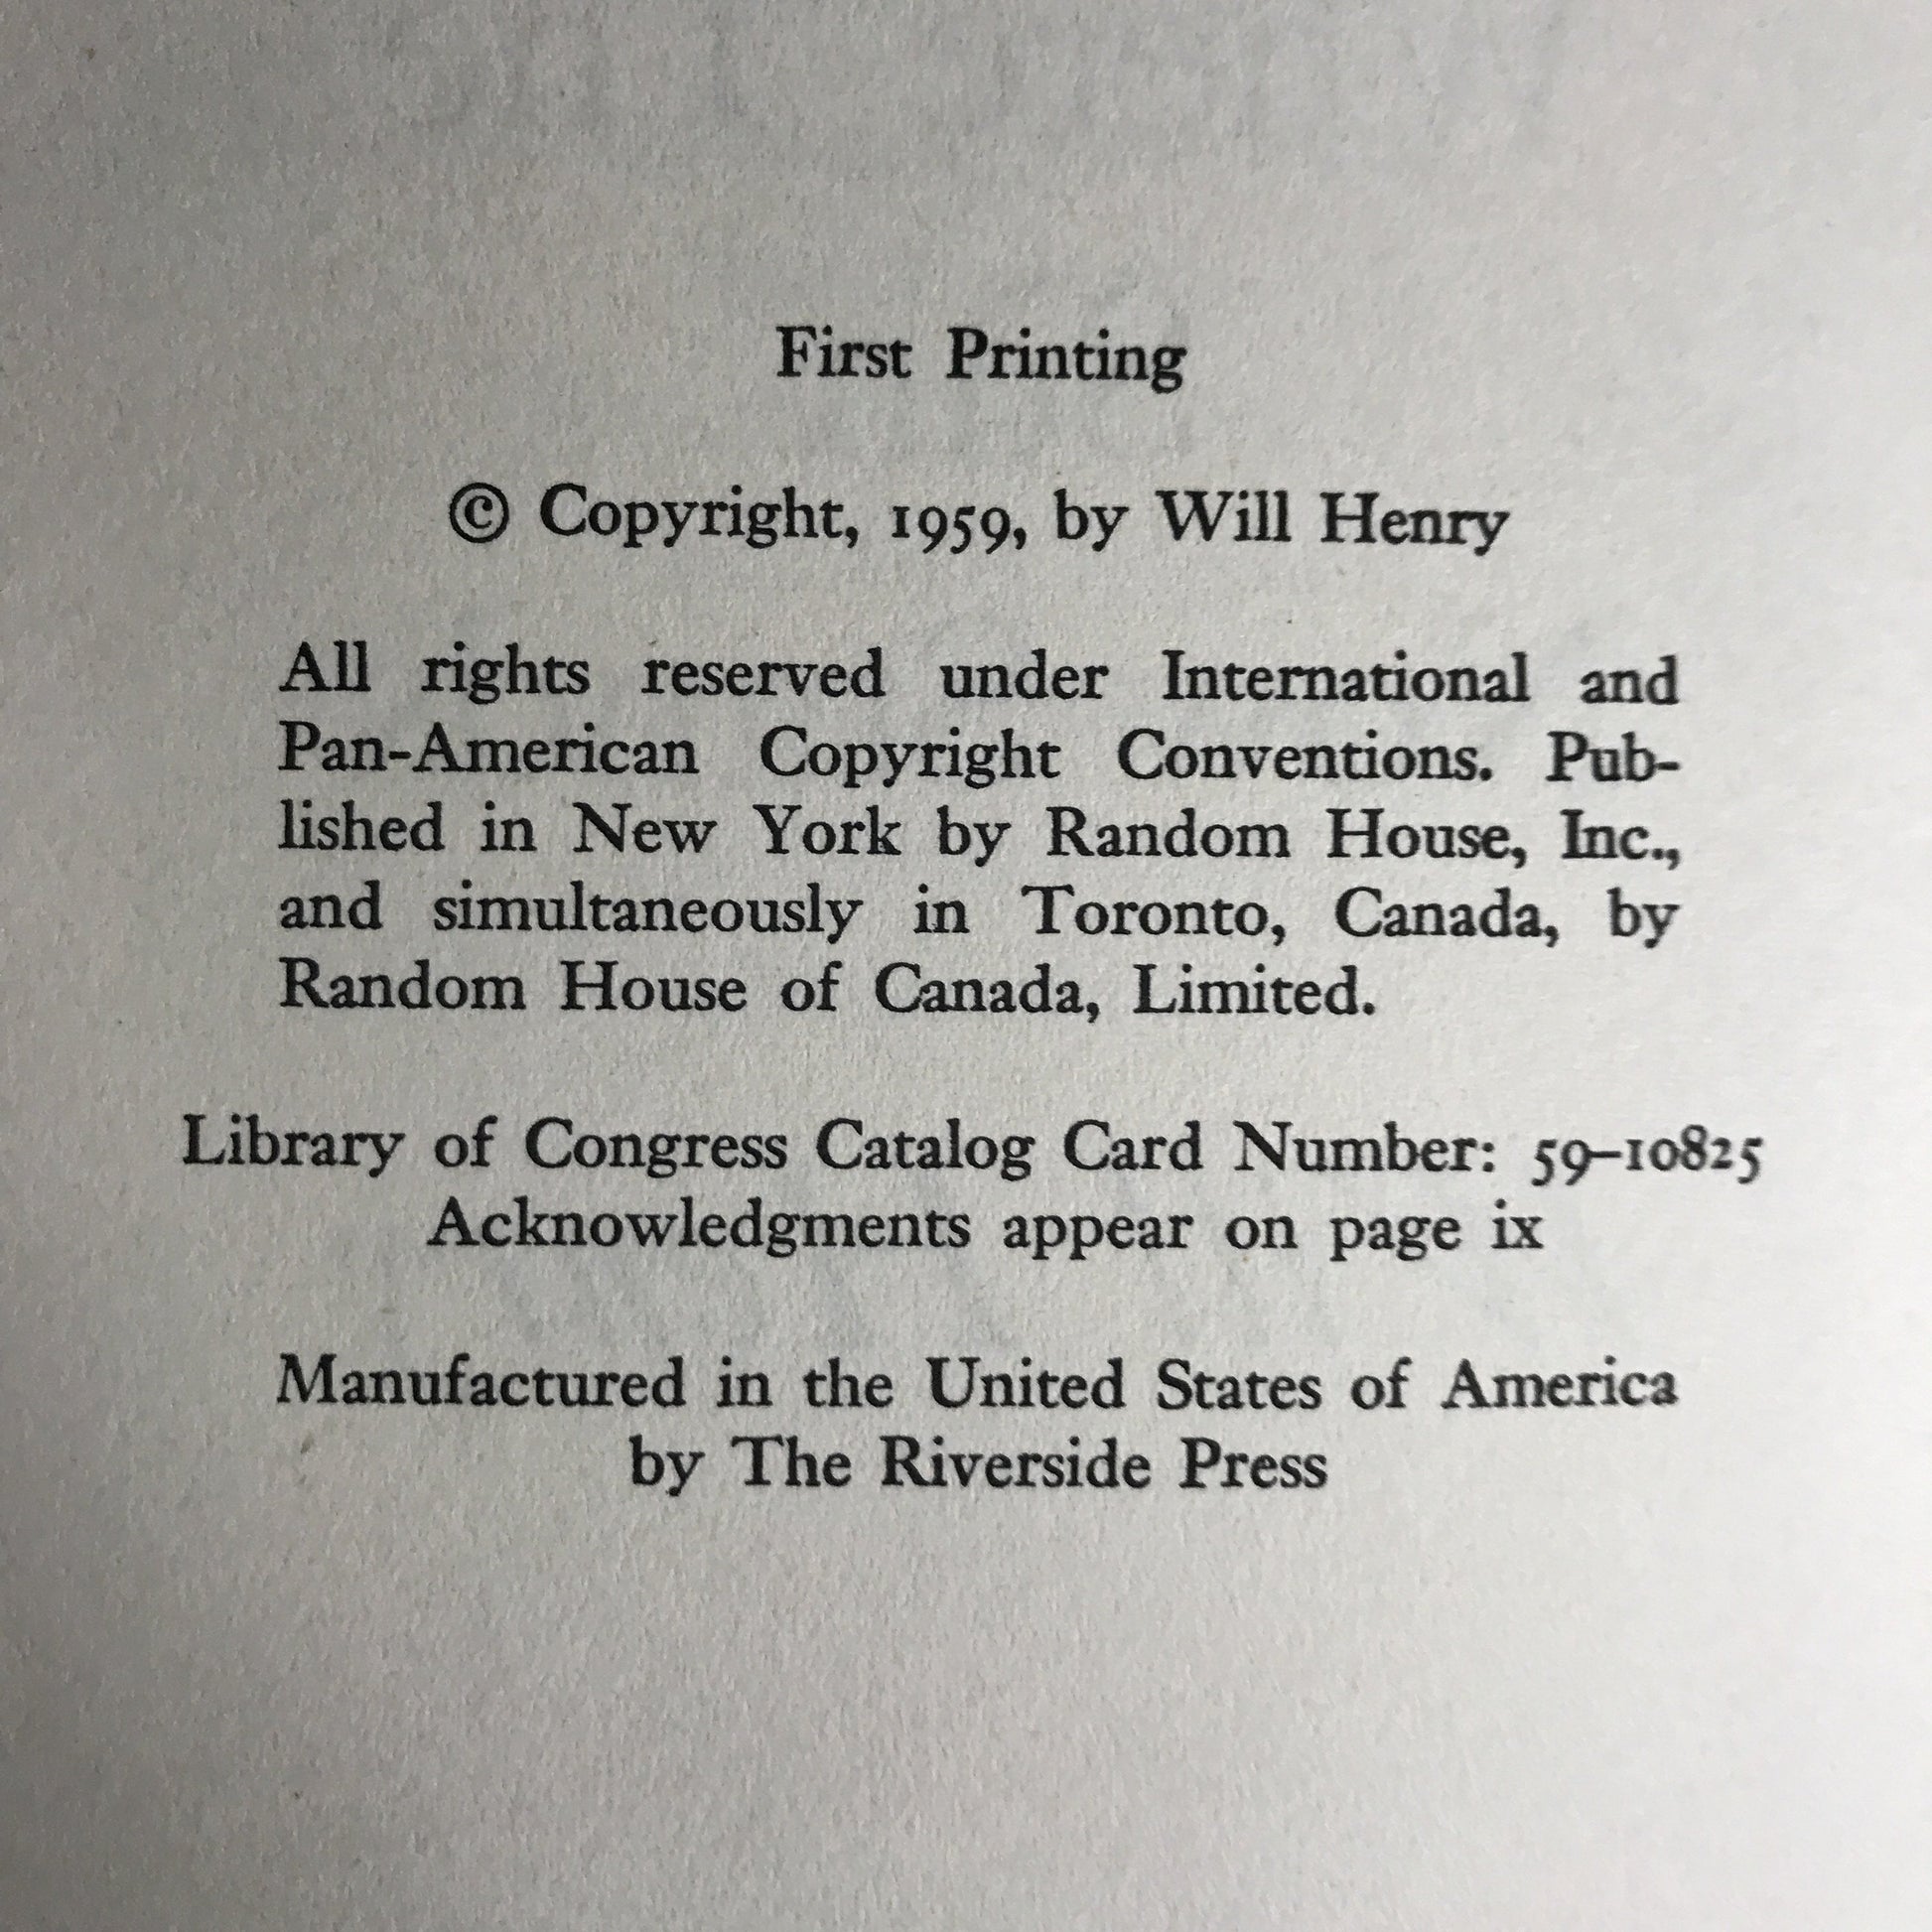 First Printing
© Copyright, 1959, by Will Henry
All rights reserved under International and
Pan-American Copyright Conventions. Pub-
lished in New York by Random House, Inc.,
and simultaneously in Toronto, Canada, by
Random House of Canada, Limited.
Library of Congress Catalog Card Number: 59–10825
Acknowledgments appear on page ix
Manufactured in the United States of America
by The Riverside Press